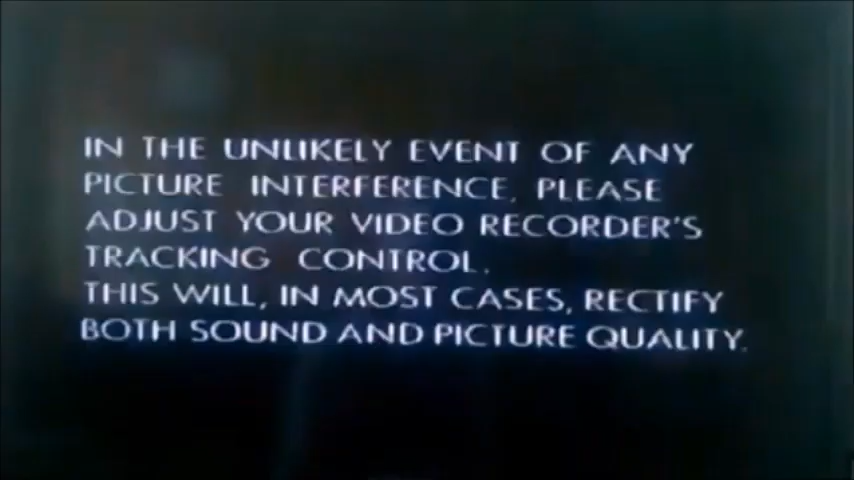 IN THE UNLIKELY EVENT OF ANY
PICTURE INTERFERENCE, PLEASE
ADJUST YOUR VIDEO RECORDER'S
TRACKING CONTROL.
THIS WILL, IN MOST CASES, RECTIFY
BOTH SOUND AND PICTURE QUALITY.